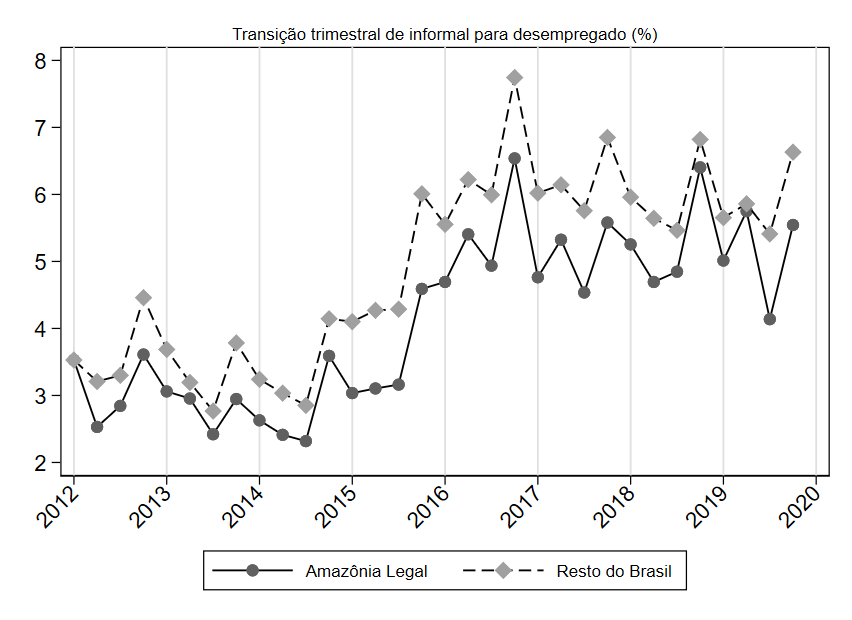 Transição trimestral de informal para desempregado (%)
8
7
6
5
4
3
2
2012 2013 2014 2015 2016 2017 2018 2019 2020
Amazônia Legal Resto do Brasil